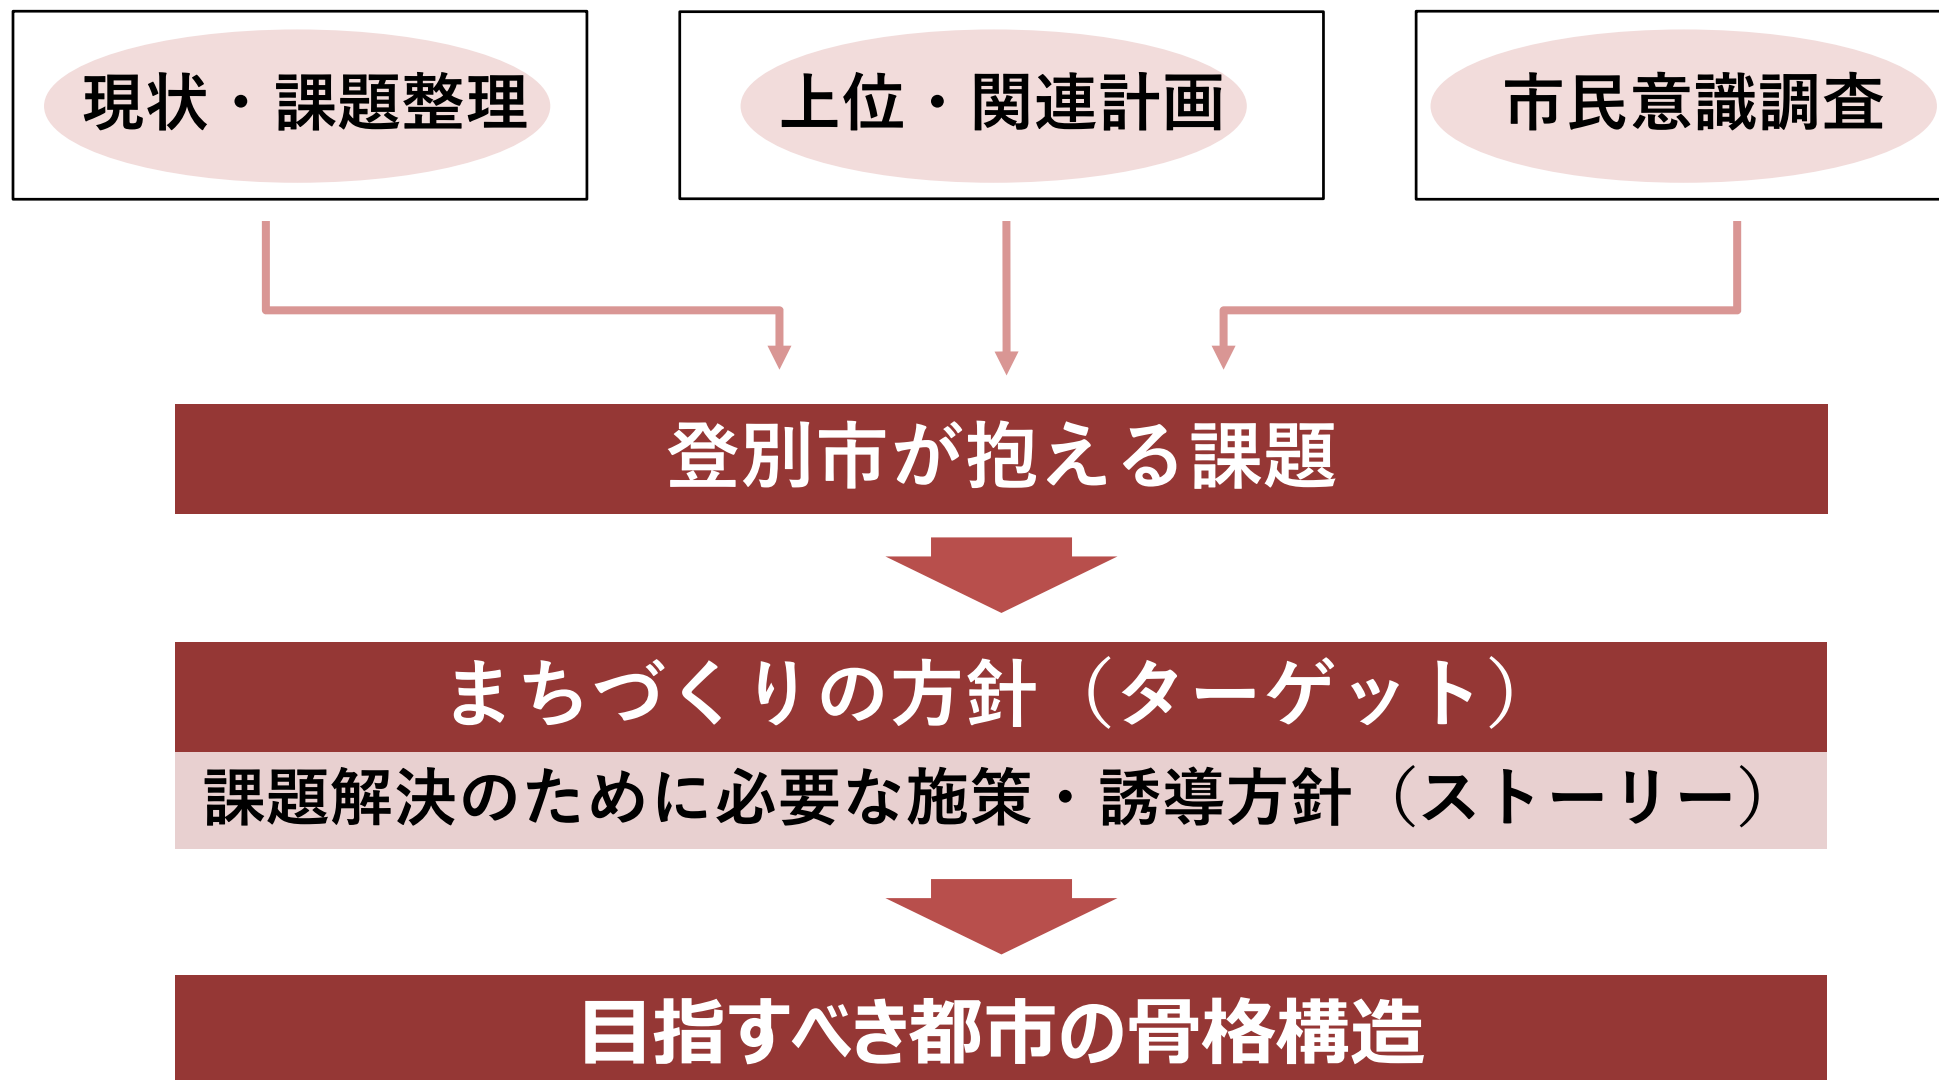 現状・課題整理
上位・関連計画
市民意識調査
登別市が抱える課題
まちづくりの方針（ターゲット）
課題解決のために必要な施策・誘導方針（ストーリー）
目指すべき都市の骨格構造